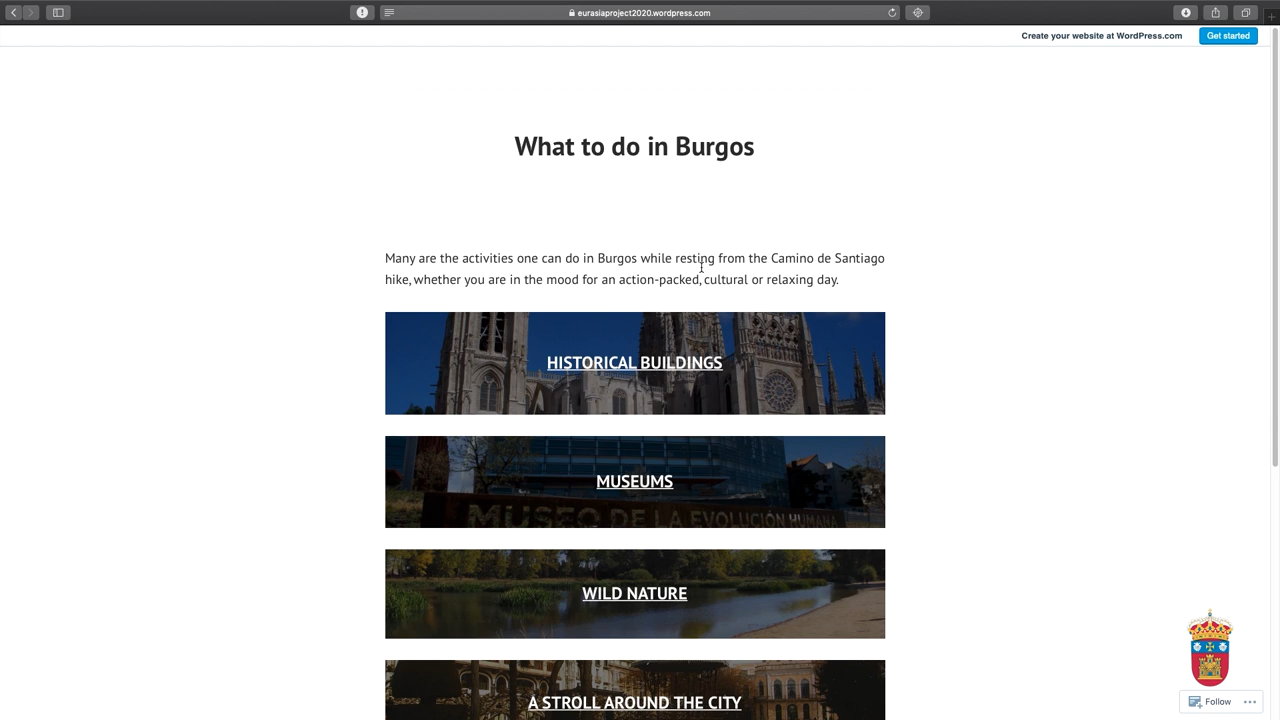 eurasiaproject2020.wordpress.com
Create your website at WordPress.com
Get started
What to do in Burgos
Many are the activities one can do in Burgos while resting from the Camino de Santiago
hike, whether you are in the mood for an action-packed, cultural or relaxing day.
HISTORICAL BUILDINGS
MUSEUMS
MUSEO DE LA EVOLUCIÓN HUMANA
WILD NATURE
A STROLL AROUND THE CITY
Follow